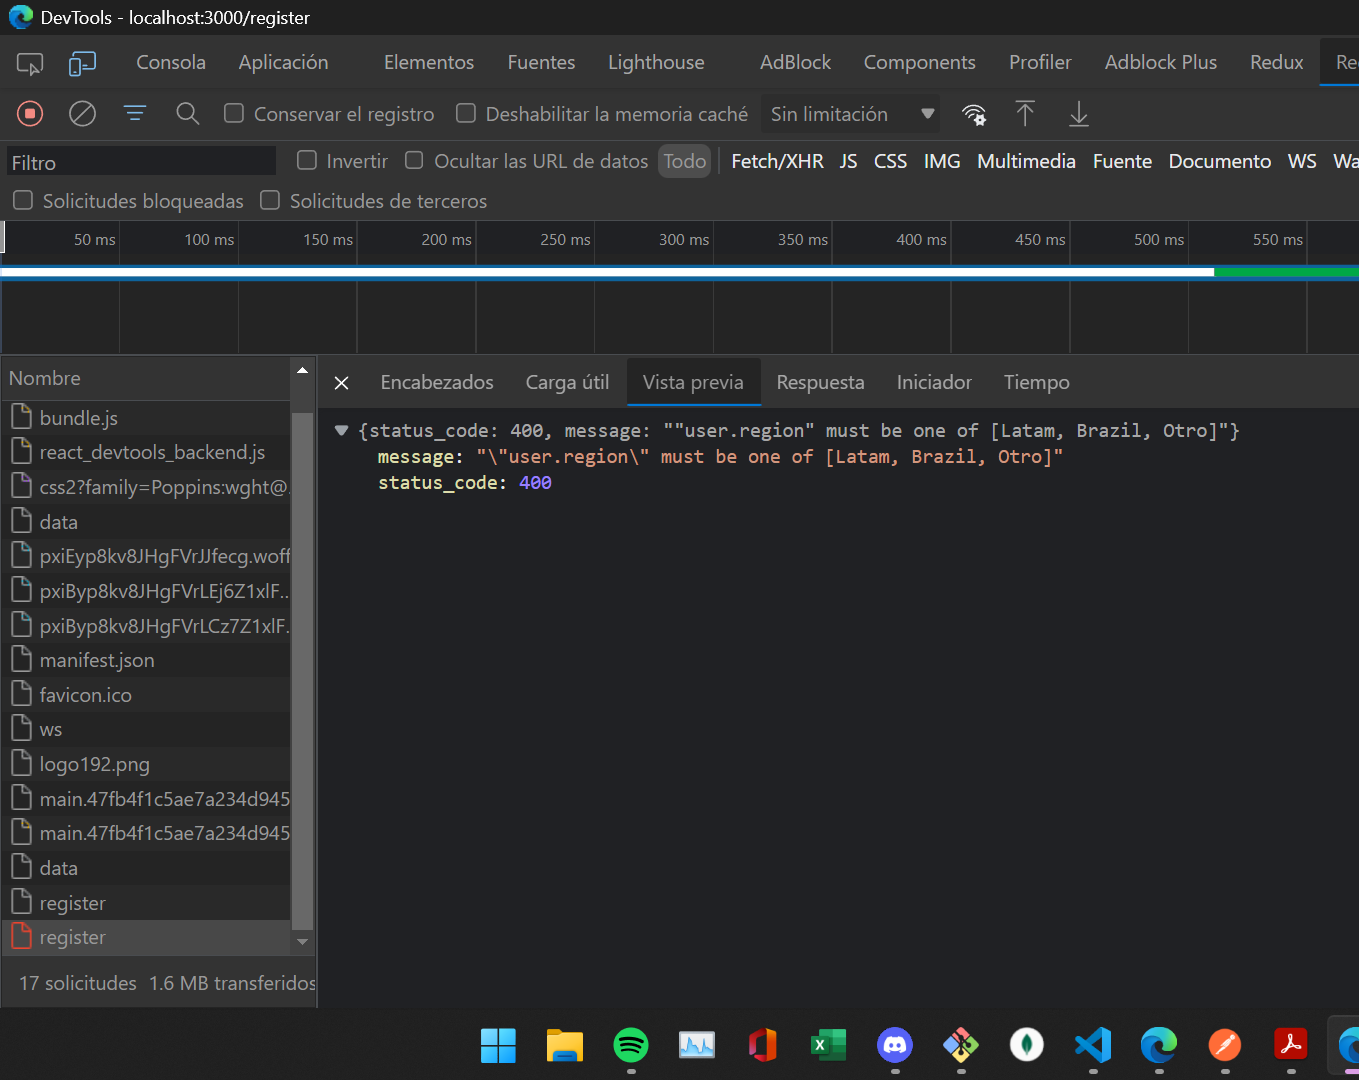 DevTools - localhost:3000/register
Consola Aplicación Elementos Fuentes Lighthouse AdBlock Components Profiler Adblock Plus Redux Re
Conservar el registro Deshabilitar la memoria caché Sin limitación
Filtro Invertir Ocultar las URL de datos Todo Fetch/XHR JS CSS IMG Multimedia Fuente Documento WS Wa
Solicitudes bloqueadas Solicitudes de terceros
50 ms 100 ms 150 ms 200 ms 250 ms 300 ms 350 ms 400 ms 450 ms 500 ms 550 ms
Nombre
bundle.js
react_devtools_backend.js
css2?family=Poppins:wght@.
data
pxiEyp8kv8JHgFVrJJfecg.woff
pxiByp8kv8JHgFVrLEj6Z1xlF...
pxiByp8kv8JHgFVrLCz7Z1xlF.
manifest.json
favicon.ico
ws
logo192.png
main.47fb4f1c5ae7a234d945
main.47fb4f1c5ae7a234d945
data
register
register
17 solicitudes 1.6 MB transferidos
Encabezados Carga útil Vista previa Respuesta Iniciador Tiempo
{status_code: 400, message: ""user.region" must be one of [Latam, Brazil, Otro]"}
message: "\"user.region\" must be one of [Latam, Brazil, Otro]"
status_code: 400